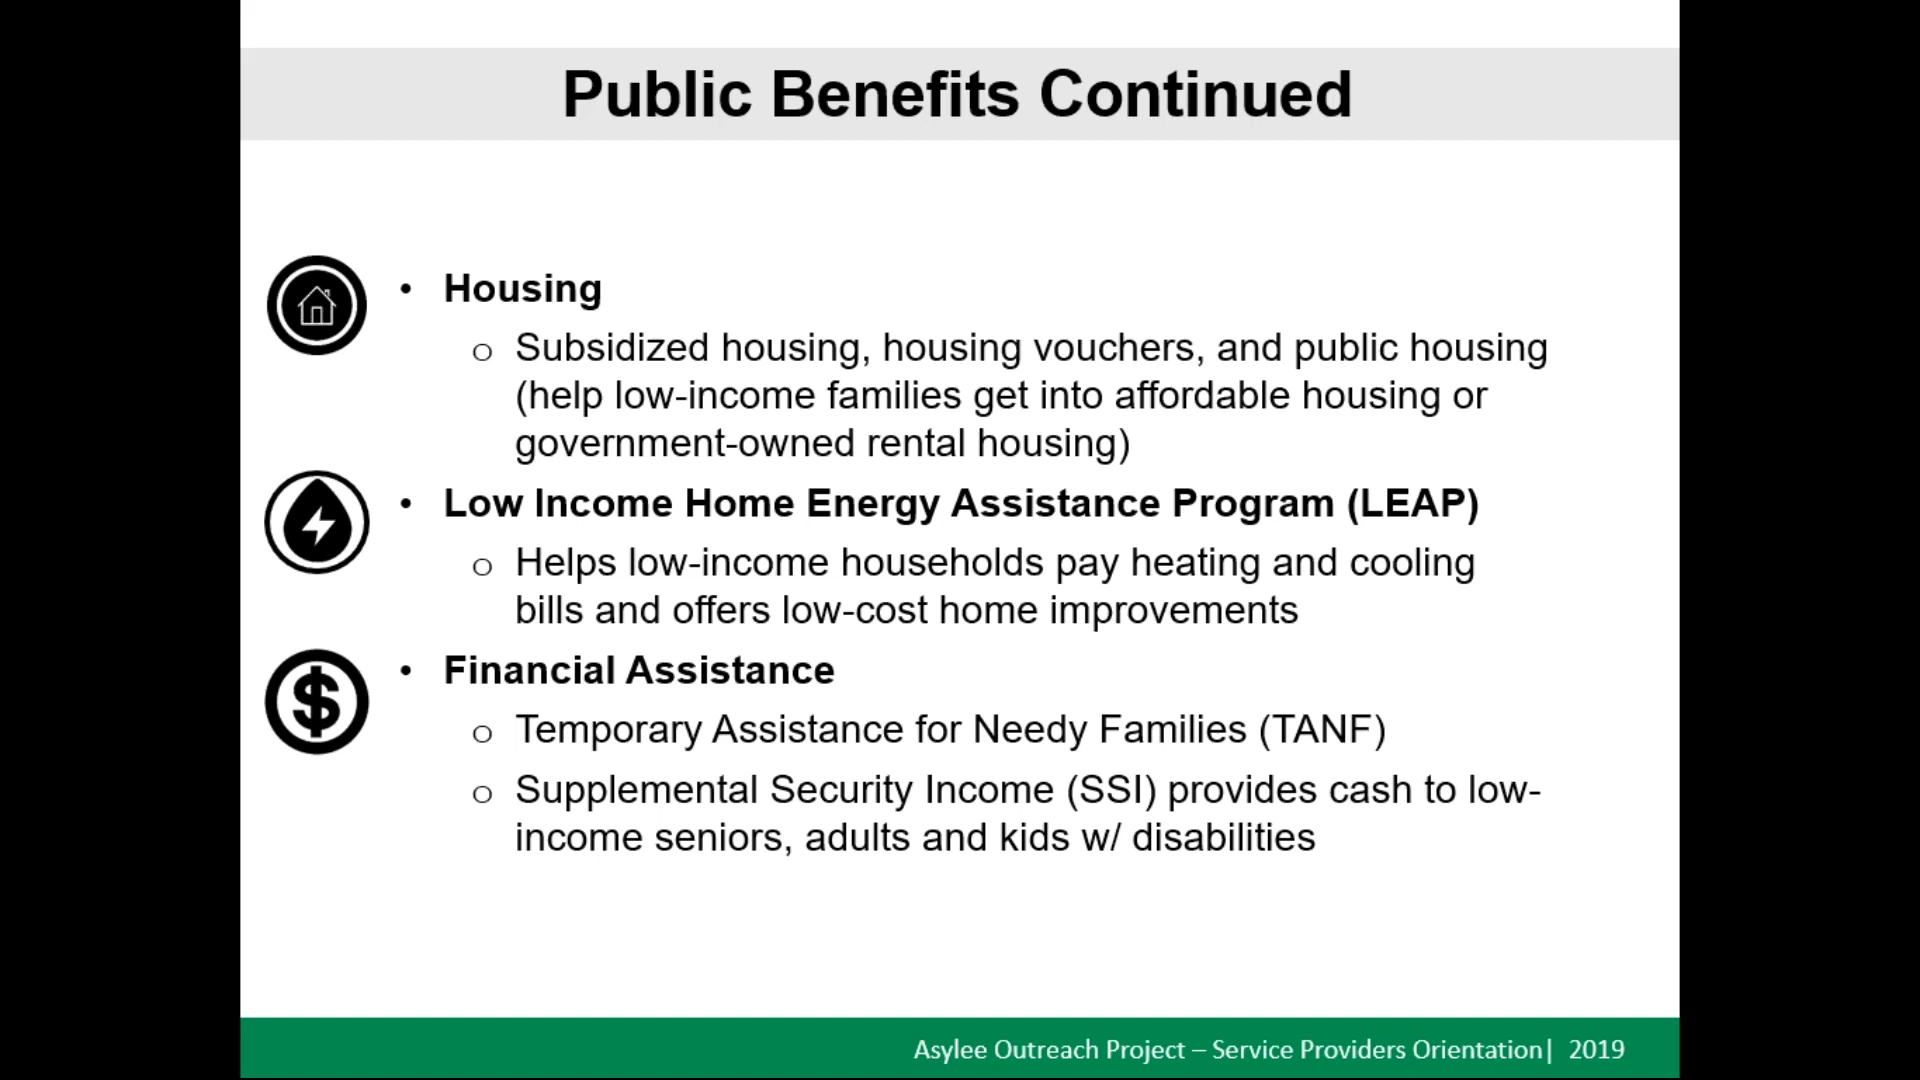 Public Benefits Continued
• Housing
o Subsidized housing, housing vouchers, and public housing
(help low-income families get into affordable housing or
government-owned rental housing)
• Low Income Home Energy Assistance Program (LEAP)
o Helps low-income households pay heating and cooling
bills and offers low-cost home improvements
• Financial Assistance
o Temporary Assistance for Needy Families (TANF)
o Supplemental Security Income (SSI) provides cash to low-
income seniors, adults and kids w/ disabilities
Asylee Outreach Project – Service Providers Orientation| 2019